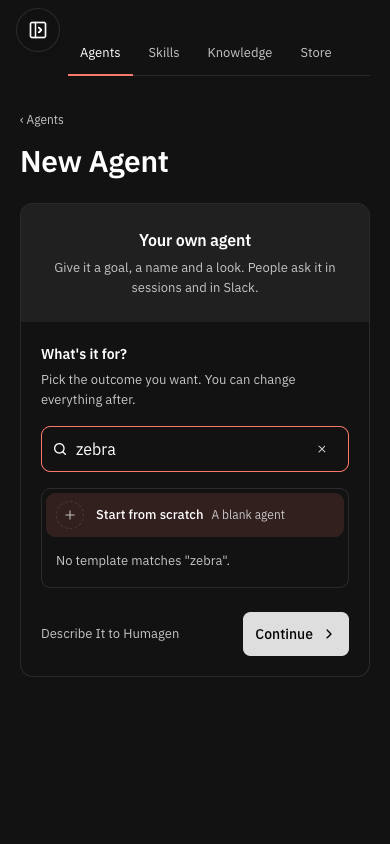 Agents Skills Knowledge Store
‹ Agents
New Agent
Your own agent
Give it a goal, a name and a look. People ask it in
sessions and in Slack.
What's it for?
Pick the outcome you want. You can change
everything after.
zebra
Start from scratch A blank agent
No template matches "zebra".
Describe It to Humagen
Continue